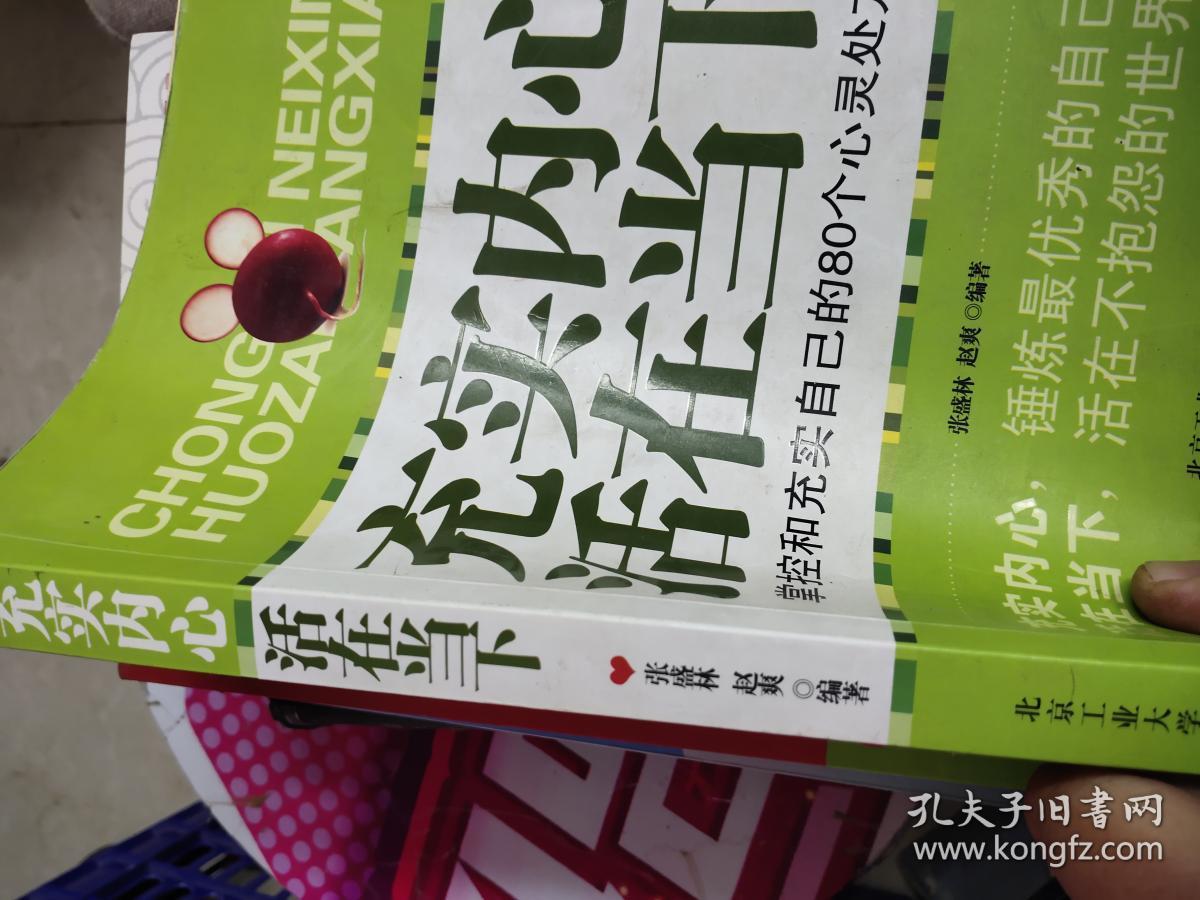 CHONG NEIXIN
HUOZA ANGXIA
充实内心
活在当下
掌控和充实自己的80个心灵处方
张盛林 赵爽 ◎编著
实内心,锤炼最优秀的自己
在当下,活在不抱怨的世界
充实内心
活在当下
张盛林
赵爽
◎编著
北京工业大学
孔夫子旧书网
www.kongfz.com